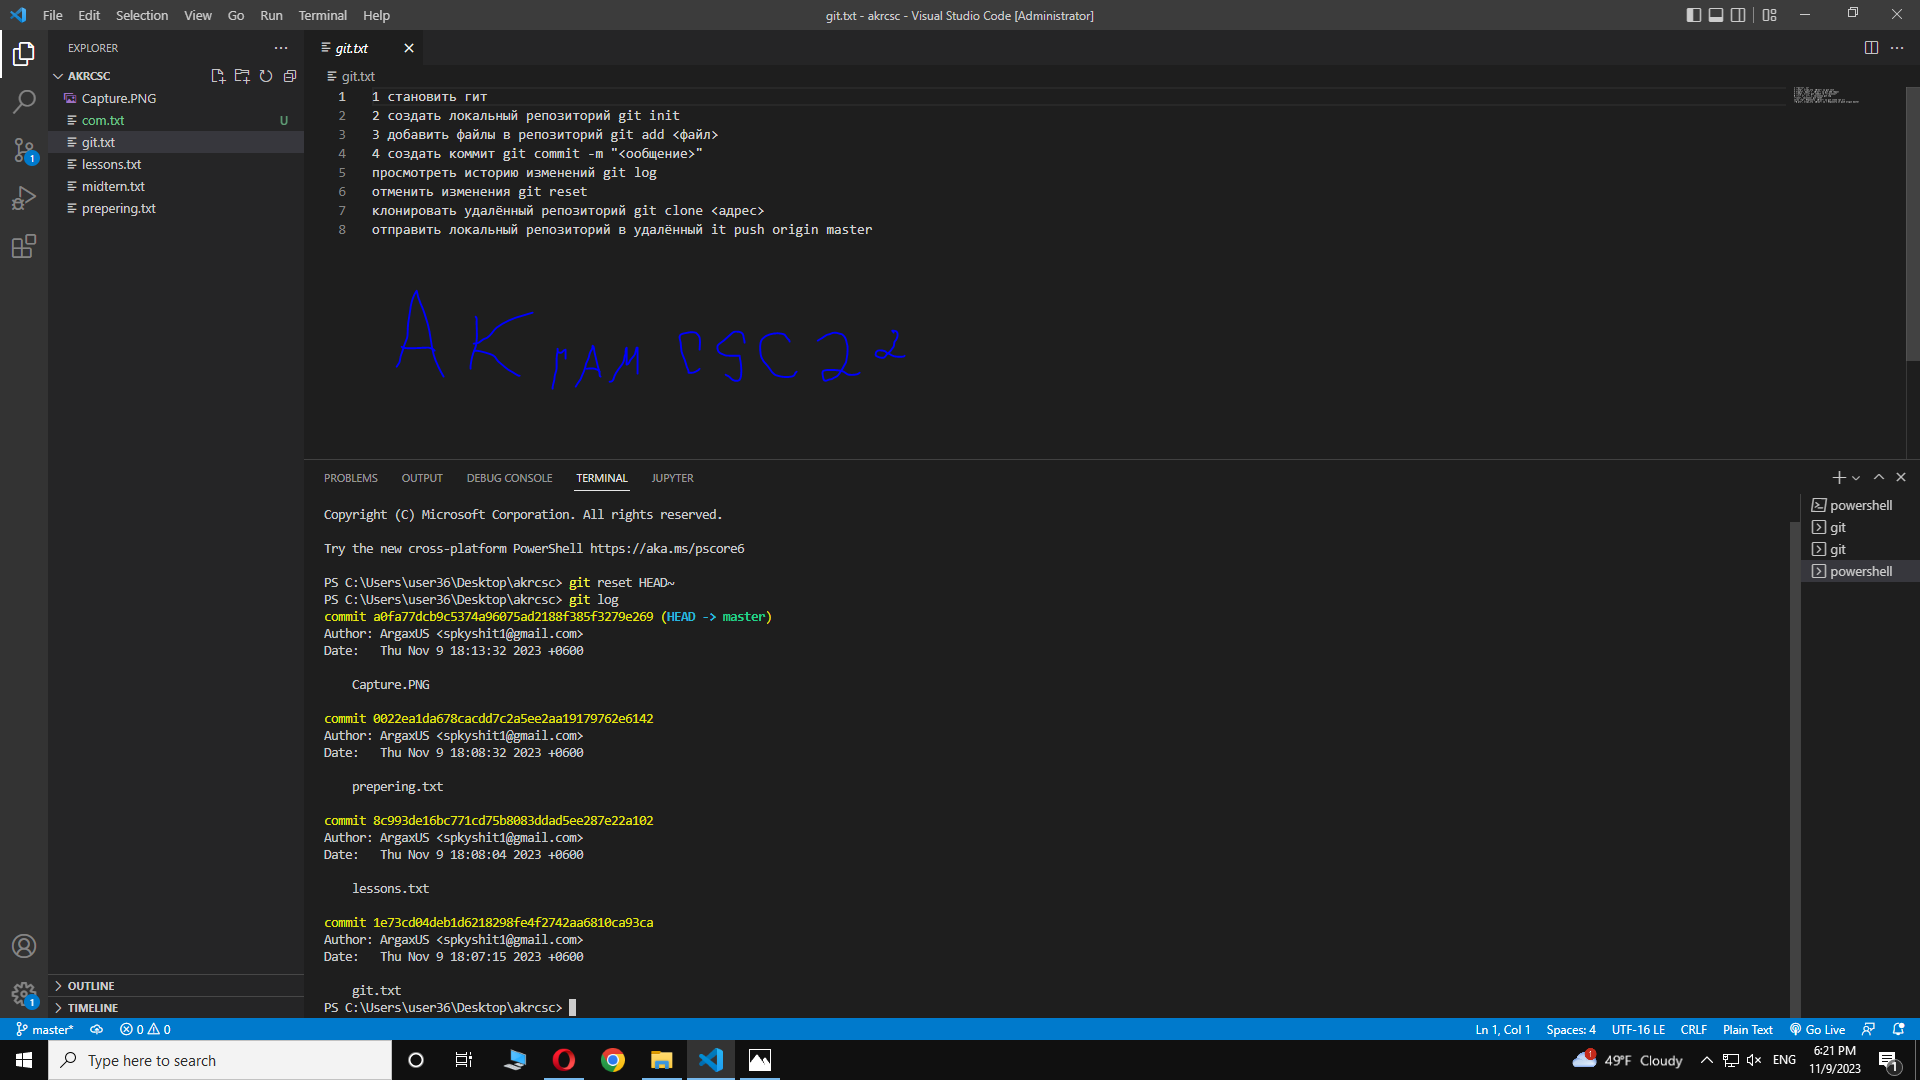 File Edit Selection View Go Run Terminal Help
git.txt - akrcsc - Visual Studio Code [Administrator]
EXPLORER
AKRCSC
Capture.PNG
com.txt U
git.txt
lessons.txt
midtern.txt
prepering.txt
OUTLINE
TIMELINE
git.txt
git.txt
1 1 становить гит
2 2 создать локальный репозиторий git init
3 3 добавить файлы в репозиторий git add <файл>
4 4 создать коммит git commit -m "<ообщение>"
5 просмотреть историю изменений git log
6 отменить изменения git reset
7 клонировать удалённый репозиторий git clone <адрес>
8 отправить локальный репозиторий в удалённый it push origin master
PROBLEMS OUTPUT DEBUG CONSOLE TERMINAL JUPYTER
Copyright (C) Microsoft Corporation. All rights reserved.
Try the new cross-platform PowerShell https://aka.ms/pscore6
PS C:\Users\user36\Desktop\akrcsc> git reset HEAD~
PS C:\Users\user36\Desktop\akrcsc> git log
commit a0fa77dcb9c5374a96075ad2188f385f3279e269 (HEAD -> master)
Author: ArgaxUS <spkyshit1@gmail.com>
Date: Thu Nov 9 18:13:32 2023 +0600
Capture.PNG
commit 0022ea1da678cacdd7c2a5ee2aa19179762e6142
Author: ArgaxUS <spkyshit1@gmail.com>
Date: Thu Nov 9 18:08:32 2023 +0600
prepering.txt
commit 8c993de16bc771cd75b8083ddad5ee287e22a102
Author: ArgaxUS <spkyshit1@gmail.com>
Date: Thu Nov 9 18:08:04 2023 +0600
lessons.txt
commit 1e73cd04deb1d6218298fe4f2742aa6810ca93ca
Author: ArgaxUS <spkyshit1@gmail.com>
Date: Thu Nov 9 18:07:15 2023 +0600
git.txt
PS C:\Users\user36\Desktop\akrcsc>
powershell
git
git
powershell
1
1
master* 0 0 Ln 1, Col 1 Spaces: 4 UTF-16 LE CRLF Plain Text Go Live
Type here to search
1 49°F Cloudy ENG 6:21 PM
11/9/2023
1